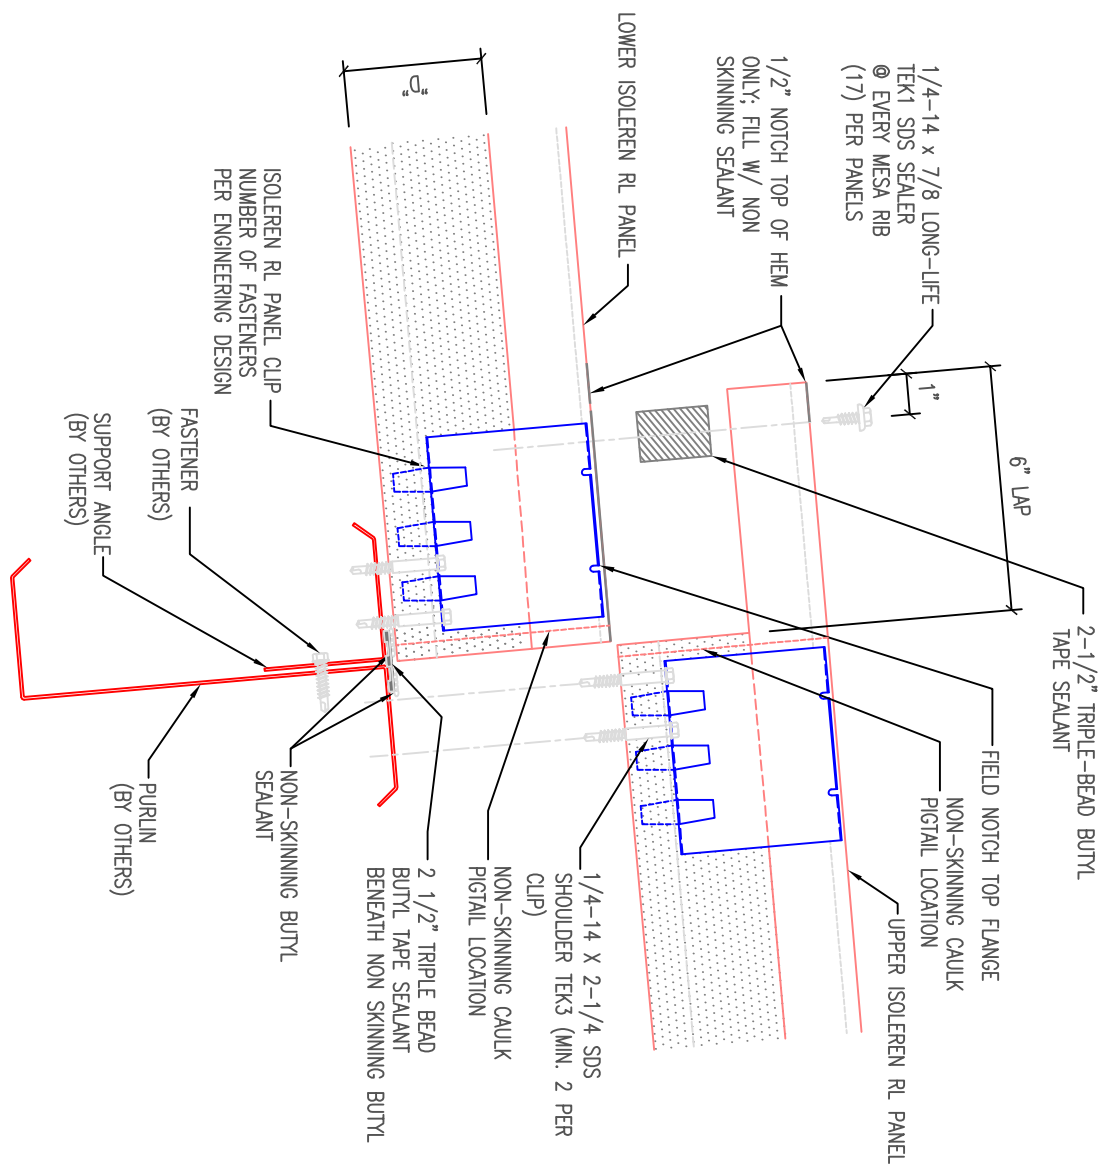 1/4-14 x 7/8 LONG-LIFE
TEK1 SDS SEALER
@ EVERY MESA RIB
(17) PER PANELS
1/2" NOTCH TOP OF HEM
ONLY; FILL W/ NON
SKINNING SEALANT
LOWER ISOLEREN RL PANEL
"D"
1"
6" LAP
2-1/2" TRIPLE-BEAD BUTYL
TAPE SEALANT
FIELD NOTCH TOP FLANGE
NON-SKINNING CAULK
PIGTAIL LOCATION
UPPER ISOLEREN RL PANEL
ISOLEREN RL PANEL CLIP
NUMBER OF FASTENERS
PER ENGINEERING DESIGN
FASTENER
(BY OTHERS)
SUPPORT ANGLE
(BY OTHERS)
PURLIN
(BY OTHERS)
NON-SKINNING BUTYL
SEALANT
2 1/2" TRIPLE BEAD
BUTYL TAPE SEALANT
BENEATH NON SKINNING BUTYL
NON-SKINNING CAULK
PIGTAIL LOCATION
1/4-14 X 2-1/4 SDS
SHOULDER TEK3 (MIN. 2 PER
CLIP)